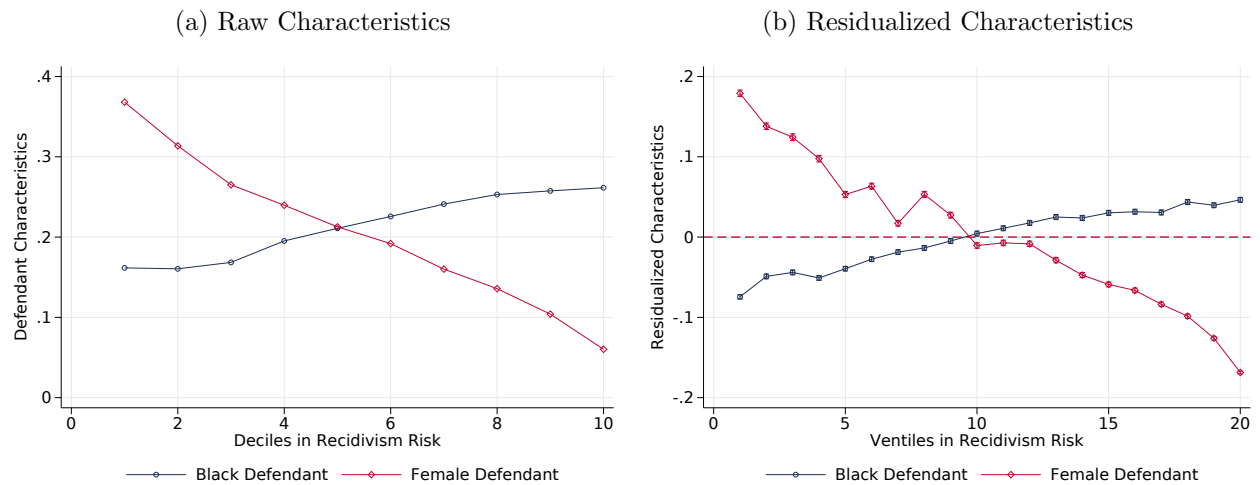 (a) Raw Characteristics
Defendant Characteristics
.4
.3
.2
.1
0
0 2 4 6 8 10
Deciles in Recidivism Risk
Black Defendant Female Defendant
(b) Residualized Characteristics
Residualized Characteristics
.2
.1
0
-.1
-.2
0 5 10 15 20
Ventiles in Recidivism Risk
Black Defendant Female Defendant